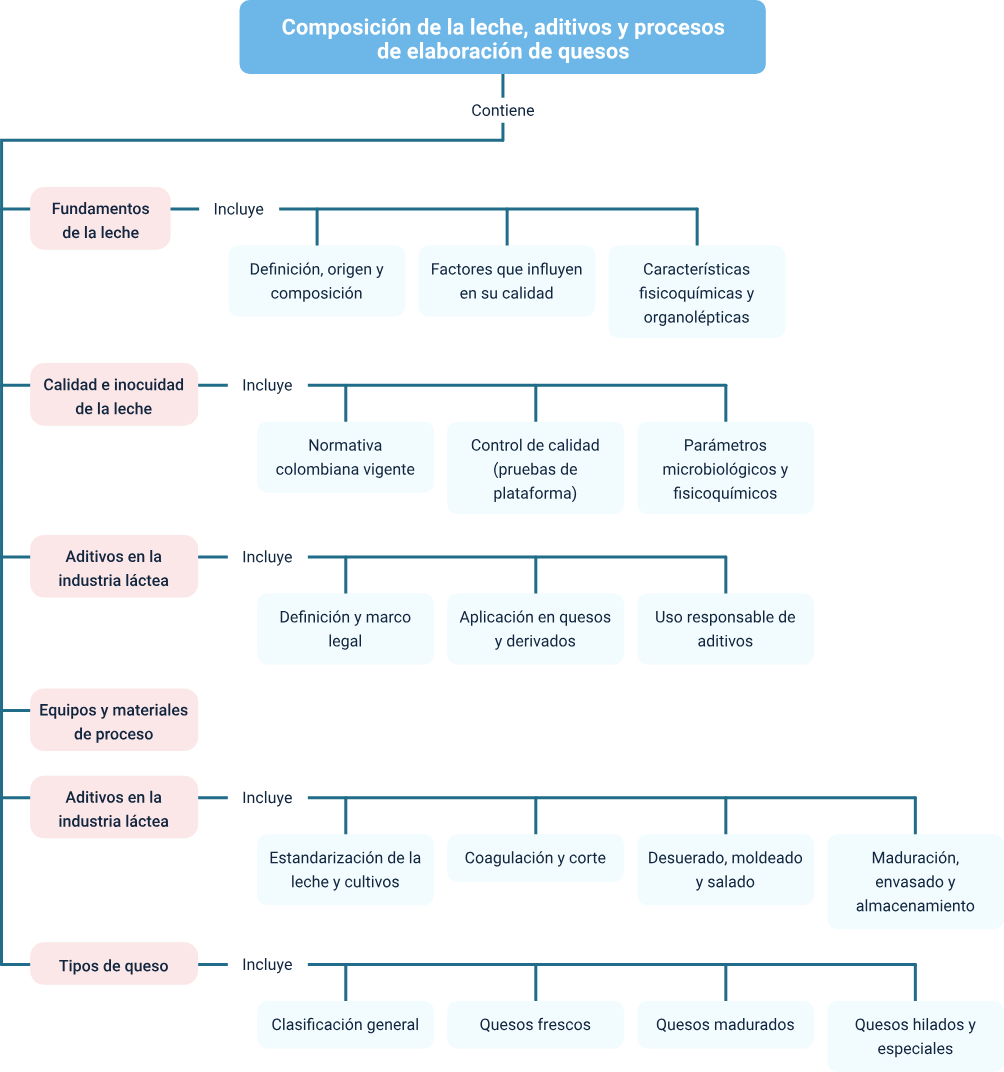 Composición de la leche, aditivos y procesos
de elaboración de quesos
Contiene
Fundamentos
de la leche
Incluye
Definición, origen y
composición
Factores que influyen
en su calidad
Características
fisicoquímicas y
organolépticas
Calidad e inocuidad
de la leche
Incluye
Normativa
colombiana vigente
Control de calidad
(pruebas de
plataforma)
Parámetros
microbiológicos y
fisicoquímicos
Aditivos en la
industria láctea
Incluye
Definición y marco
legal
Aplicación en quesos
y derivados
Uso responsable de
aditivos
Equipos y materiales
de proceso
Aditivos en la
industria láctea
Incluye
Estandarización de la
leche y cultivos
Coagulación y corte
Desuerado, moldeado
y salado
Maduración,
envasado y
almacenamiento
Tipos de queso
Incluye
Clasificación general
Quesos frescos
Quesos madurados
Quesos hilados y
especiales